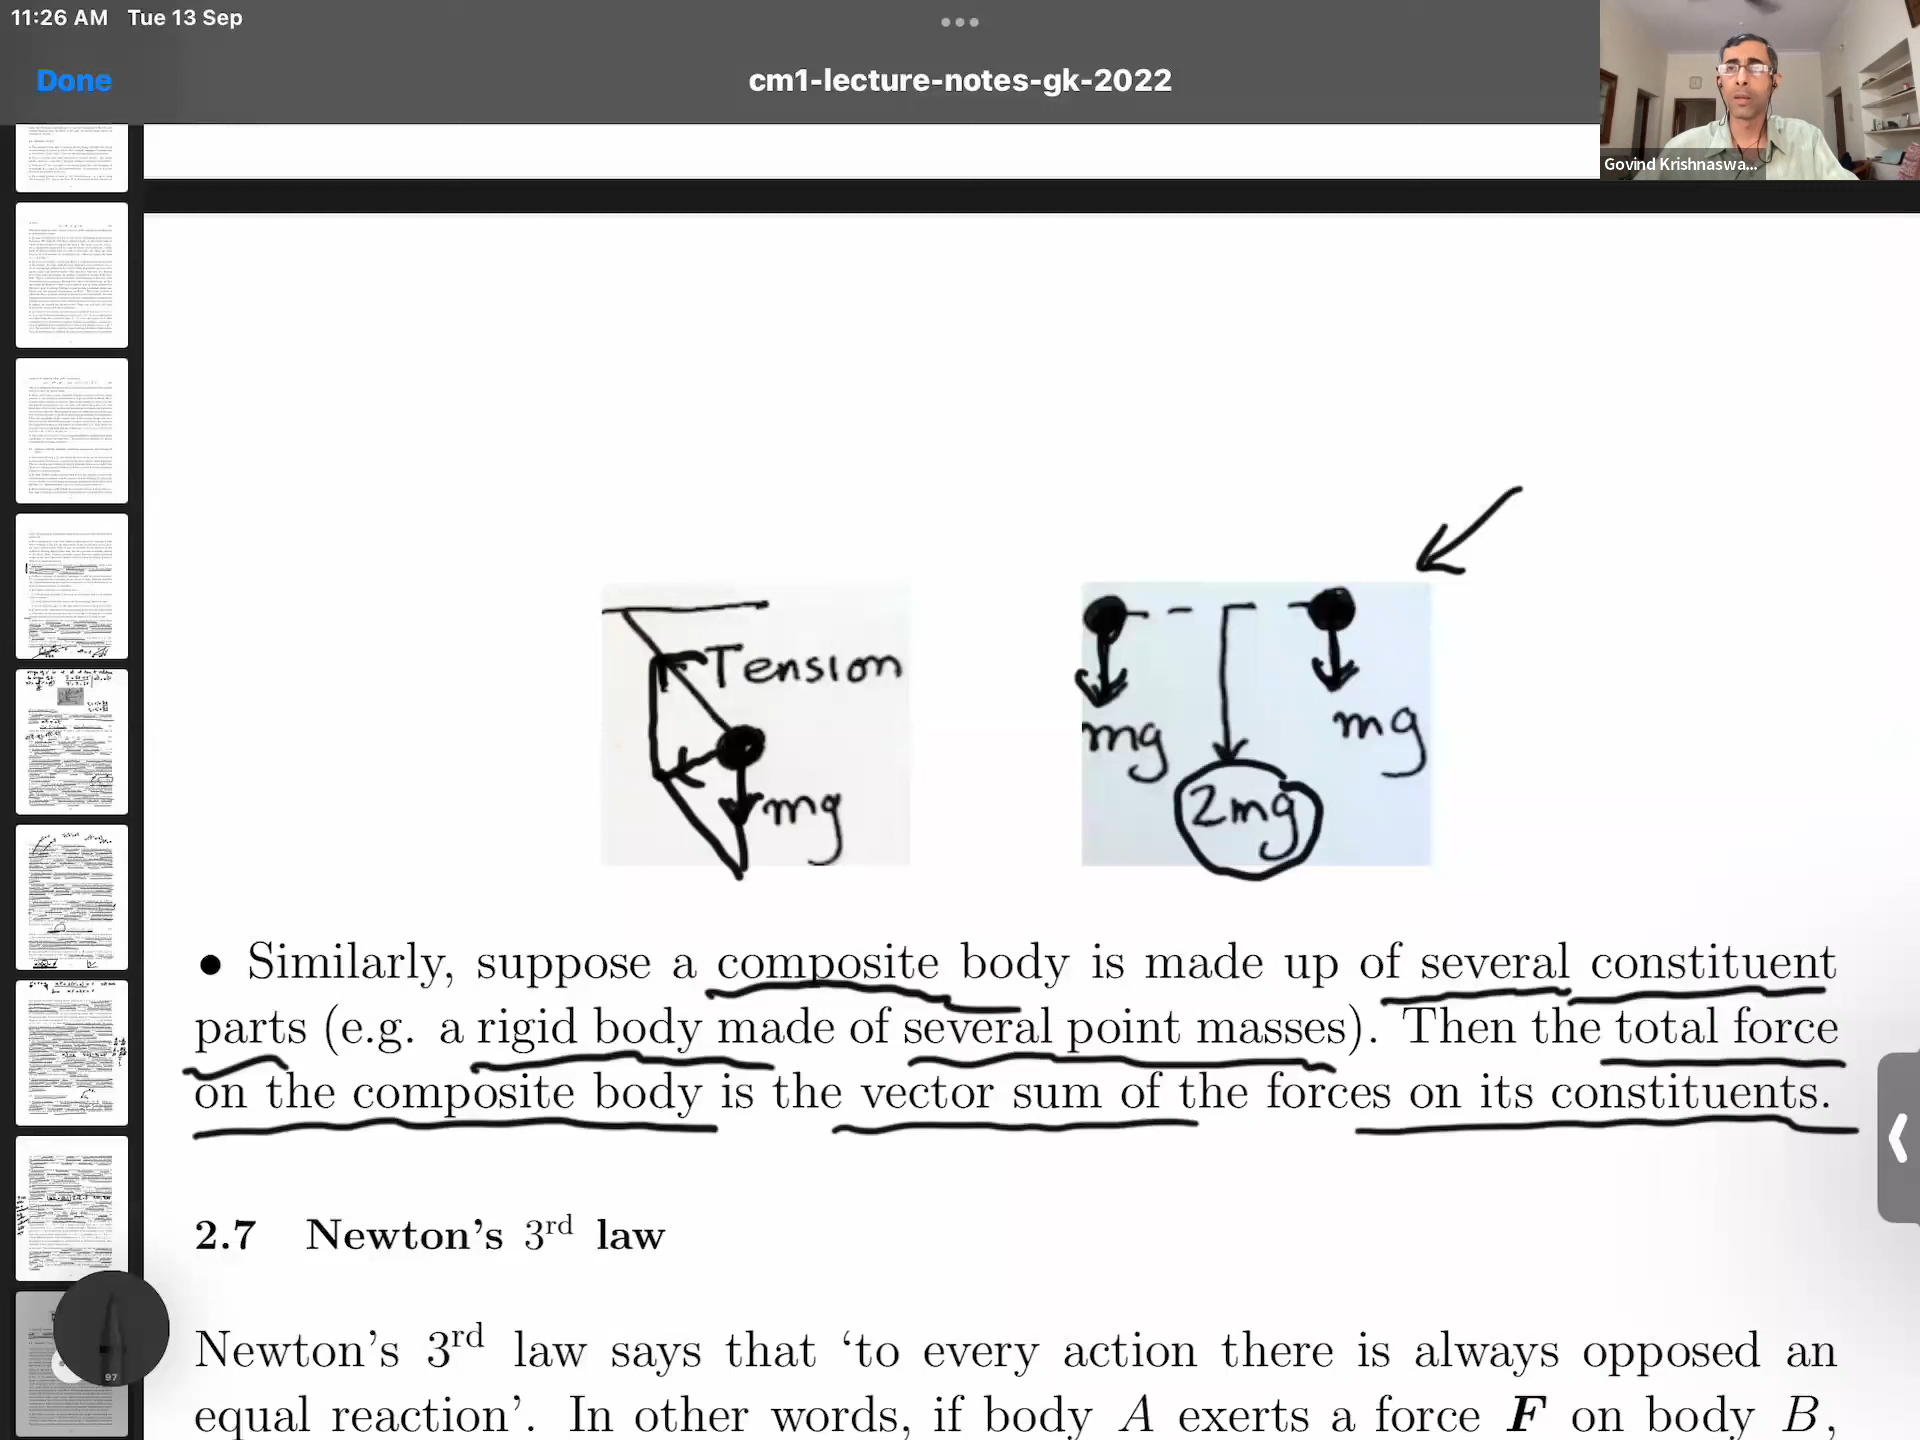 11:26 AM Tue 13 Sep
Done
cm1-lecture-notes-gk-2022
Govind Krishnaswa...
Tension
mg
mg
mg
2mg
• Similarly, suppose a composite body is made up of several constituent
parts (e.g. a rigid body made of several point masses). Then the total force
on the composite body is the vector sum of the forces on its constituents.
2.7 Newton's 3rd law
Newton's 3rd law says that ‘to every action there is always opposed an
equal reaction’. In other words, if body A exerts a force F on body B,
97